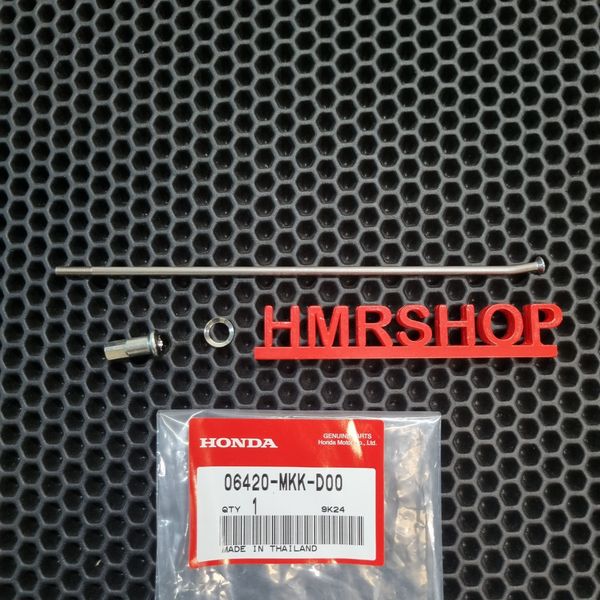 HMRSHOP
HONDA
GENUINE PARTS
Honda Motor Co., Ltd.
06420-MKK-D00
QTY 1 9K24
MADE IN THAILAND